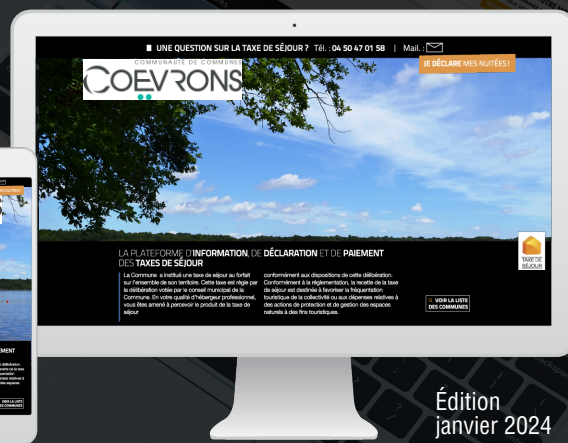 UNE QUESTION SUR LA TAXE DE SÉJOUR ? Tél. : 04 50 47 01 58 | Mail. :
JE DÉCLARE MES NUITÉES !
COMMUNAUTÉ DE COMMUNES
COEVRONS
LA PLATEFORME D'INFORMATION, DE DÉCLARATION ET DE PAIEMENT
DES TAXES DE SÉJOUR
La Commune a institué une taxe de séjour au forfait
sur l'ensemble de son territoire. Cette taxe est régie par
la délibération votée par le conseil municipal de la
Commune. En votre qualité d'hébergeur professionnel,
vous êtes amené à percevoir le produit de la taxe de
séjour
conformément aux dispositions de cette délibération.
Conformément à la réglementation, la recette de la taxe
de séjour est destinée à favoriser la fréquentation
touristique de la collectivité ou aux dépenses relatives à
des actions de protection et de gestion des espaces
naturels à des fins touristiques.
TAXE DE
SÉJOUR
VOIR LA LISTE
DES COMMUNES
Édition
janvier 2024